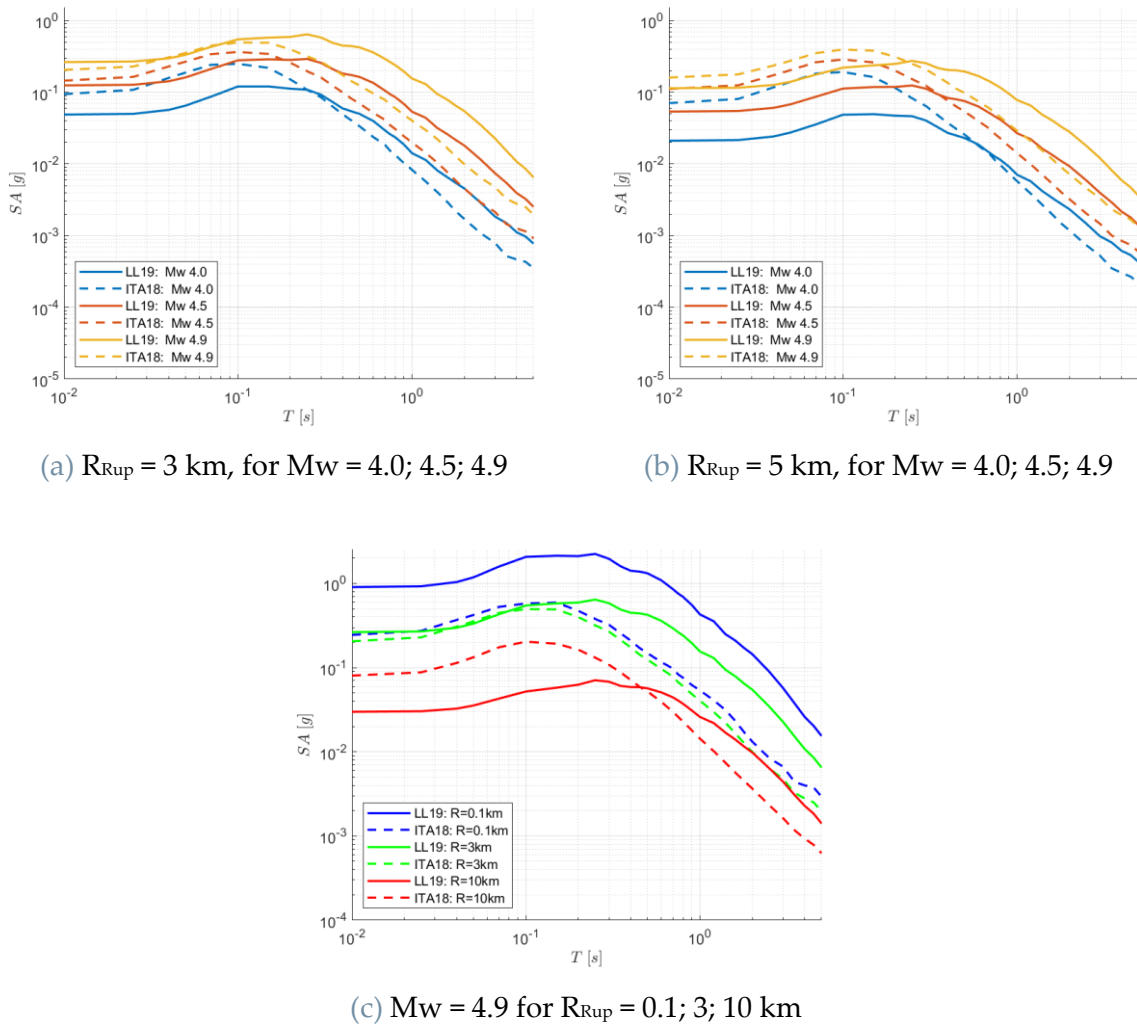 10^0
10^-1
10^-2
10^-3
10^-4
10^-5
SA [g]
LL19: Mw 4.0
ITA18: Mw 4.0
LL19: Mw 4.5
ITA18: Mw 4.5
LL19: Mw 4.9
ITA18: Mw 4.9
10^-2
10^-1
10^0
T [s]
(a) RRup = 3 km, for Mw = 4.0; 4.5; 4.9
10^0
10^-1
10^-2
10^-3
10^-4
10^-5
SA [g]
LL19: Mw 4.0
ITA18: Mw 4.0
LL19: Mw 4.5
ITA18: Mw 4.5
LL19: Mw 4.9
ITA18: Mw 4.9
10^-2
10^-1
10^0
T [s]
(b) RRup = 5 km, for Mw = 4.0; 4.5; 4.9
10^0
10^-1
10^-2
10^-3
10^-4
SA [g]
LL19: R=0.1km
ITA18: R=0.1km
LL19: R=3km
ITA18: R=3km
LL19: R=10km
ITA18: R=10km
10^-2
10^-1
10^0
T [s]
(c) Mw = 4.9 for RRup = 0.1; 3; 10 km